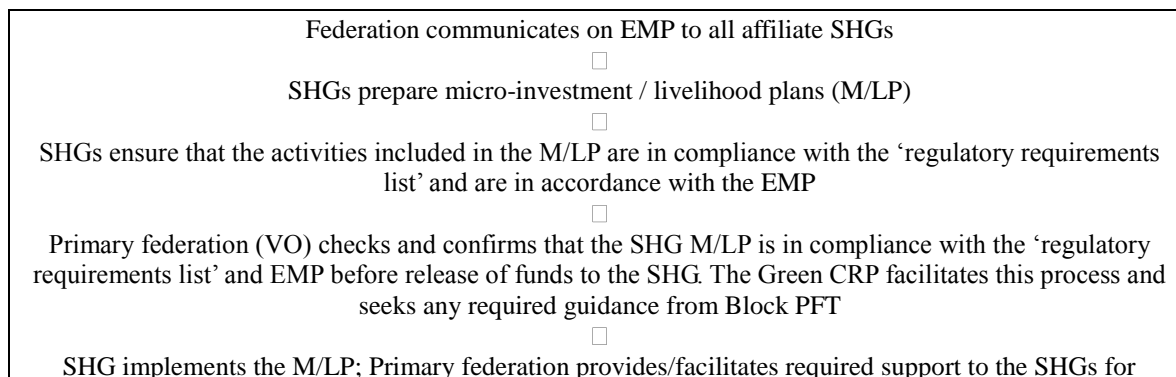 Federation communicates on EMP to all affiliate SHGs
SHGs prepare micro-investment / livelihood plans (M/LP)
SHGs ensure that the activities included in the M/LP are in compliance with the ‘regulatory requirements
list’ and are in accordance with the EMP
Primary federation (VO) checks and confirms that the SHG M/LP is in compliance with the ‘regulatory
requirements list’ and EMP before release of funds to the SHG. The Green CRP facilitates this process and
seeks any required guidance from Block PFT
SHG implements the M/LP; Primary federation provides/facilitates required support to the SHGs for